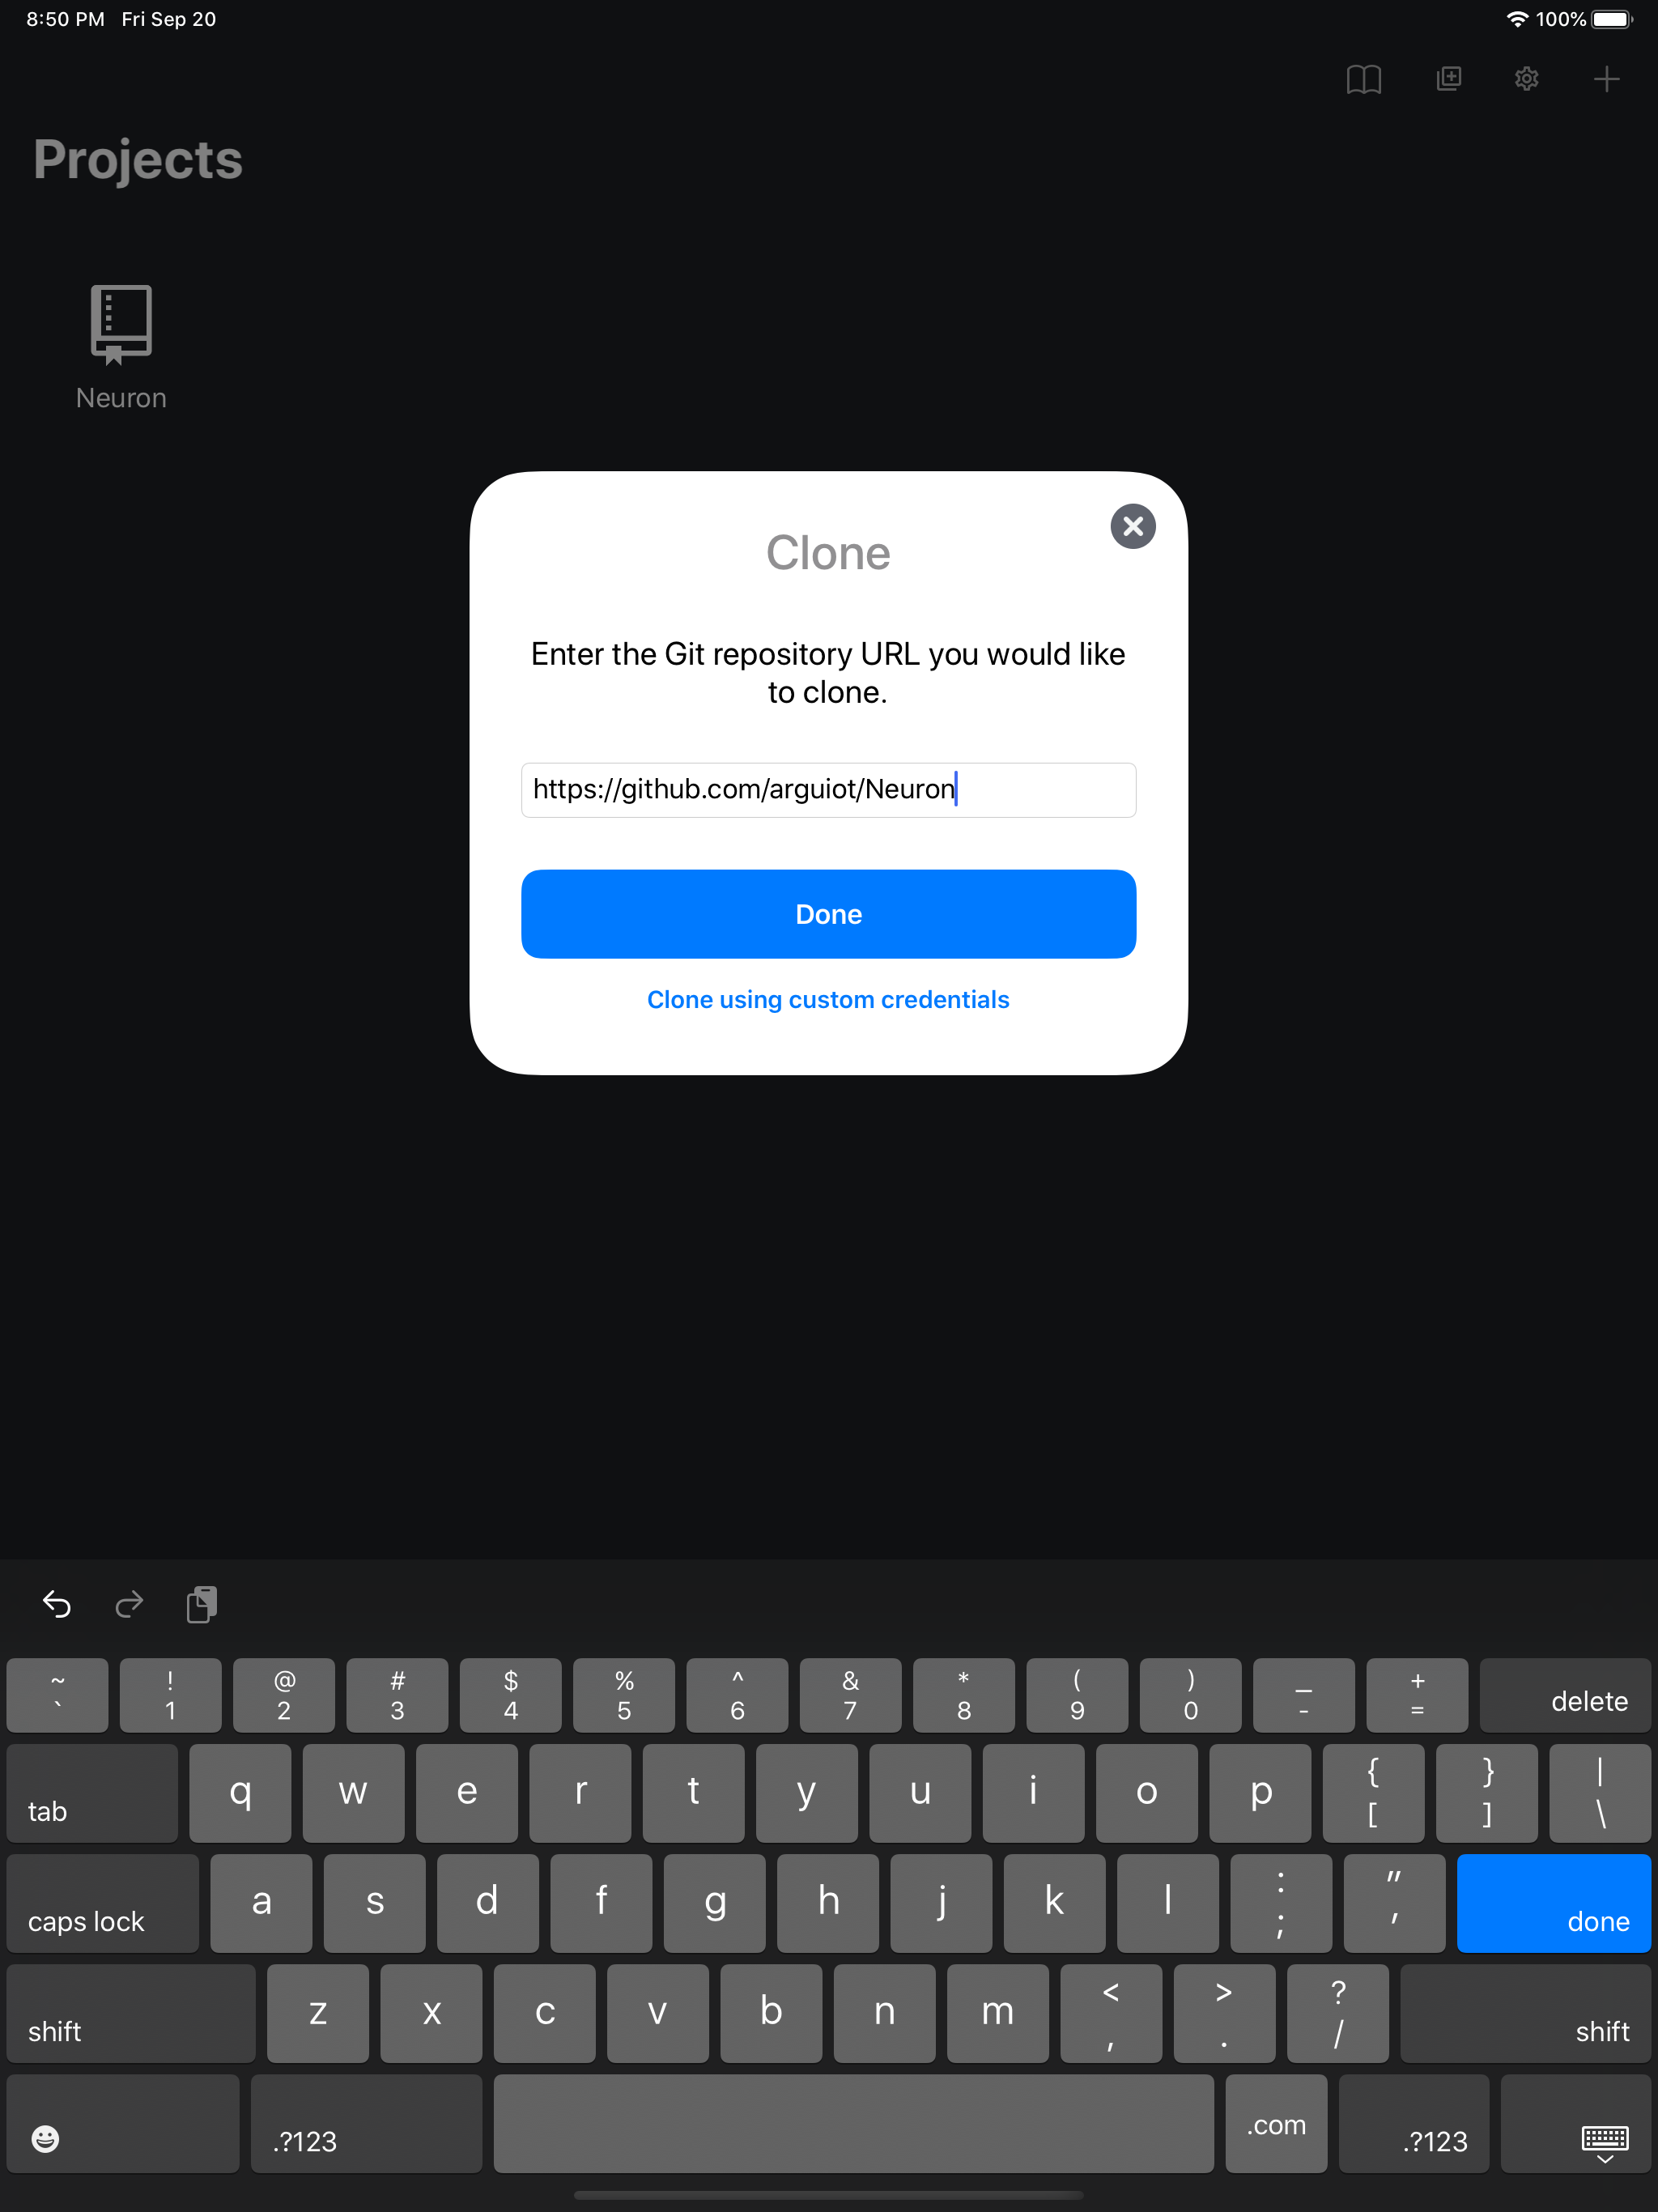 8:50 PM Fri Sep 20
100%
Projects
Neuron
Clone
Enter the Git repository URL you would like
to clone.
https://github.com/arguiot/Neuron
Done
Clone using custom credentials
~ ! @ # $ % ^ & * ( ) _ +
` 1 2 3 4 5 6 7 8 9 0 - = delete
tab q w e r t y u i o p { [ } ] | \
caps lock a s d f g h j k l : ; " ' done
shift z x c v b n m < , > . ? / shift
.?123 .com .?123